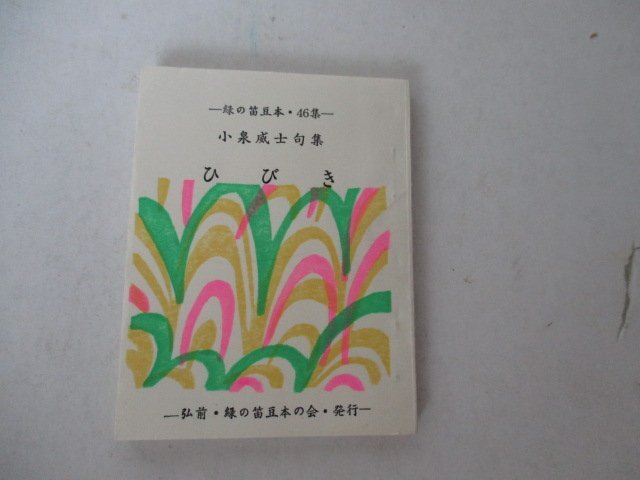 ―緑の笛豆本・46集―
小泉威士句集
ひびき
―弘前・緑の笛豆本の会・発行―